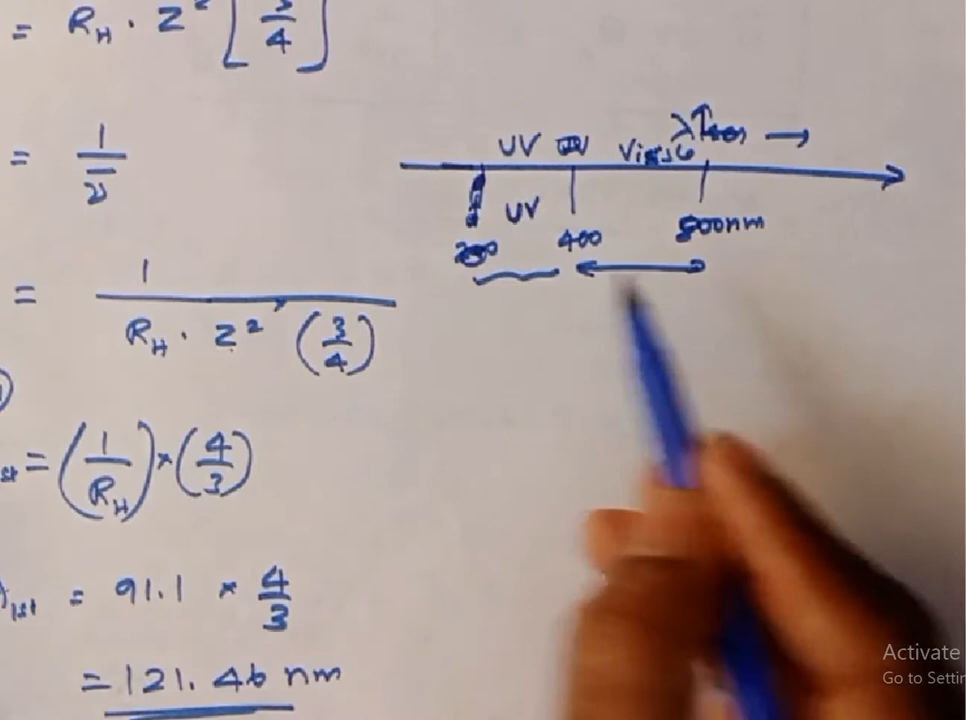 = R_H . Z² [3/4]
= 1/ν̄
= 1 / R_H . Z² (3/4)
= (1/R_H) × (4/3)
λ_1st = 91.1 × 4/3
= 121.46 nm
UV
λ↑
UV
400
800nm
Activate
Go to Settin